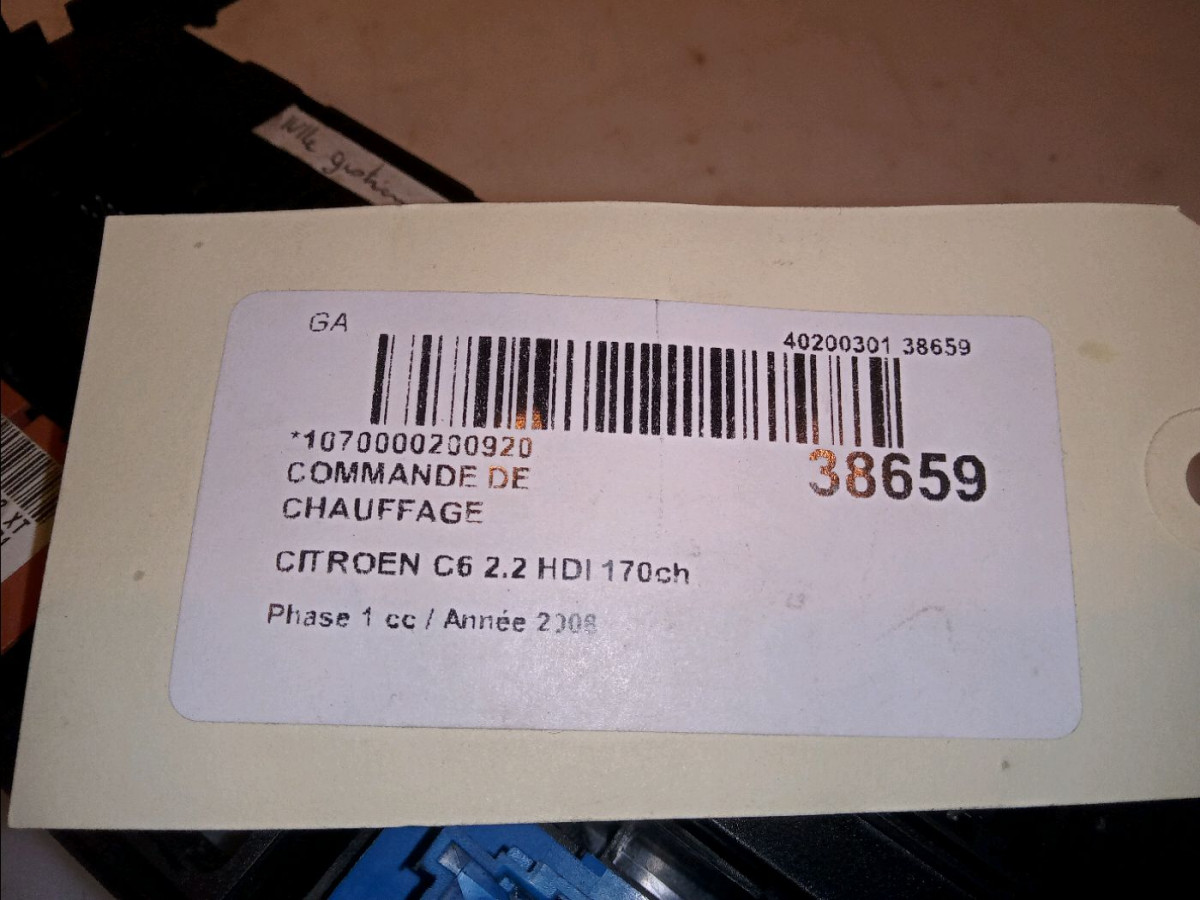 GA
40200301 38659
*1070000200920
38659
COMMANDE DE
CHAUFFAGE
CITROEN C6 2.2 HDI 170ch
Phase 1 cc / Année 2008
XT